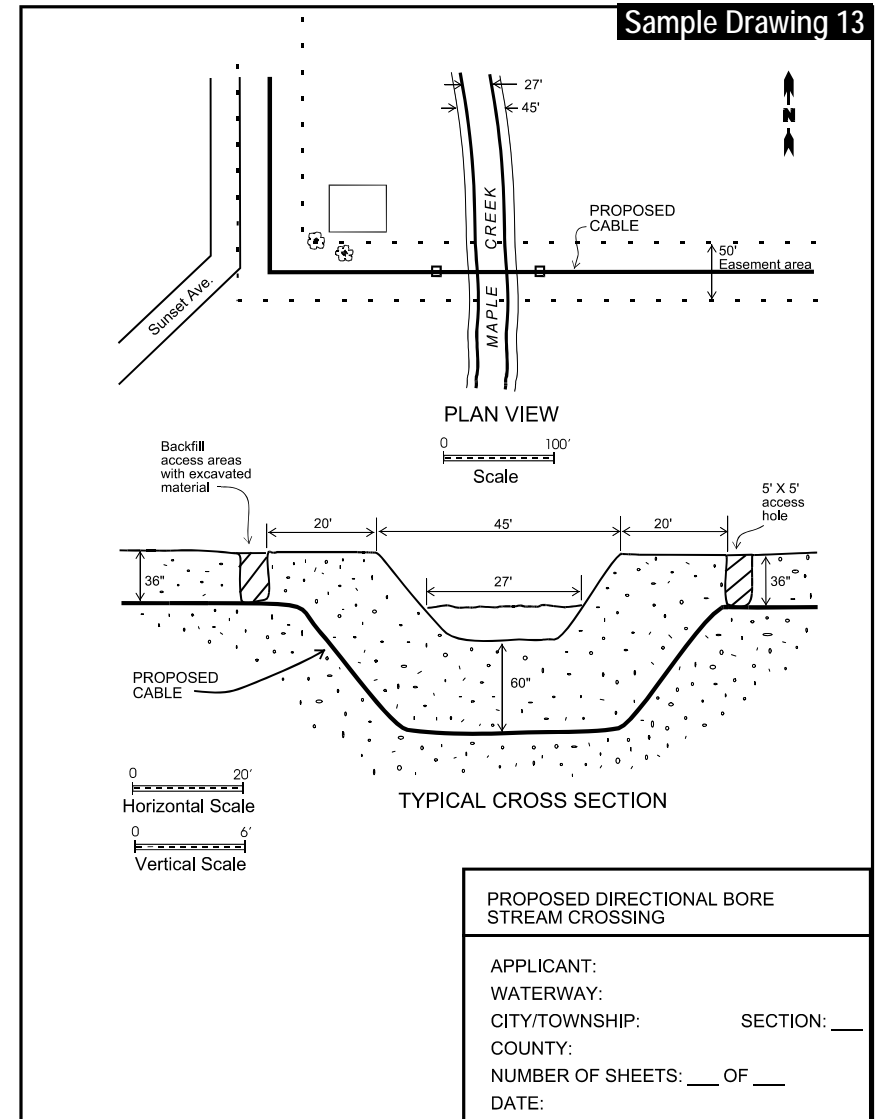 Sample Drawing 13
27'
45'
N
MAPLE CREEK
PROPOSED
CABLE
50'
Easement area
Sunset Ave.
PLAN VIEW
0 100'
Scale
Backfill
access areas
with excavated
material
5' X 5'
access
hole
20' 45' 20'
36" 27' 36"
PROPOSED
CABLE
60"
0 20'
Horizontal Scale
TYPICAL CROSS SECTION
0 6'
Vertical Scale
PROPOSED DIRECTIONAL BORE
STREAM CROSSING
APPLICANT:
WATERWAY:
CITY/TOWNSHIP: SECTION: ___
COUNTY:
NUMBER OF SHEETS: ___ OF ___
DATE: